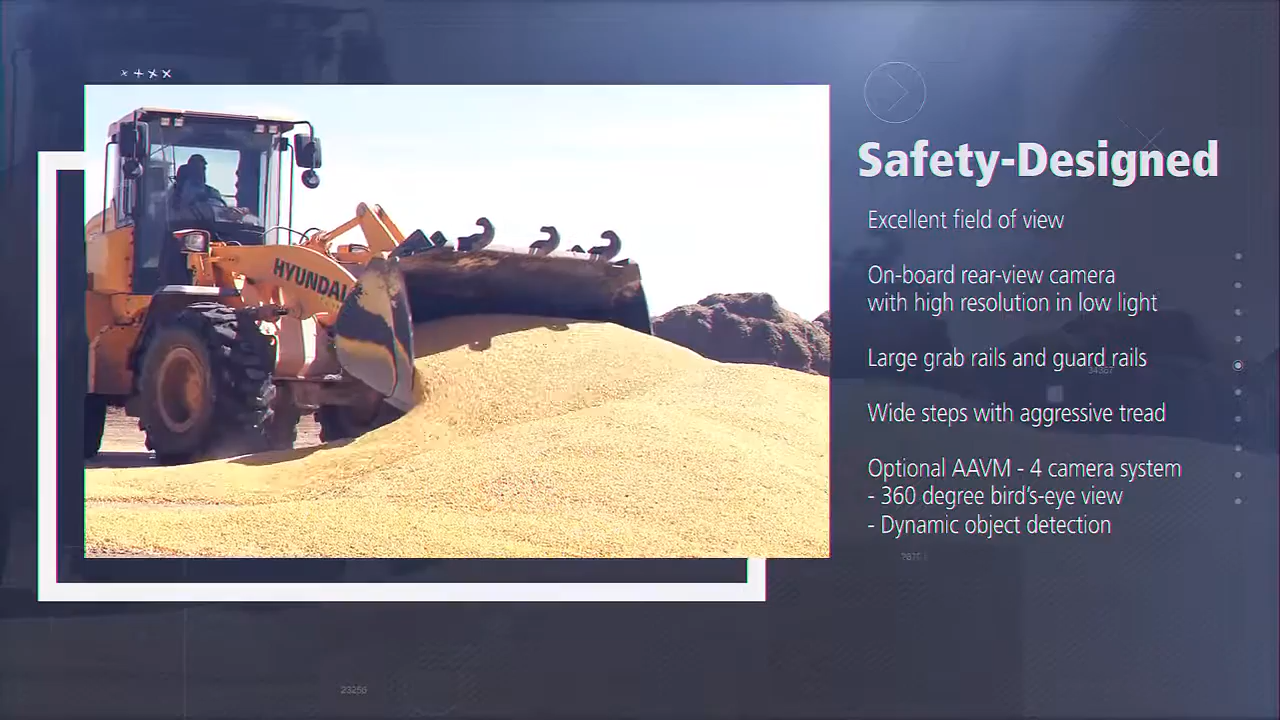 Safety-Designed
HYUNDAI
Excellent field of view
On-board rear-view camera
with high resolution in low light
Large grab rails and guard rails
34367
Wide steps with aggressive tread
Optional AAVM - 4 camera system
- 360 degree bird's-eye view
- Dynamic object detection
23256